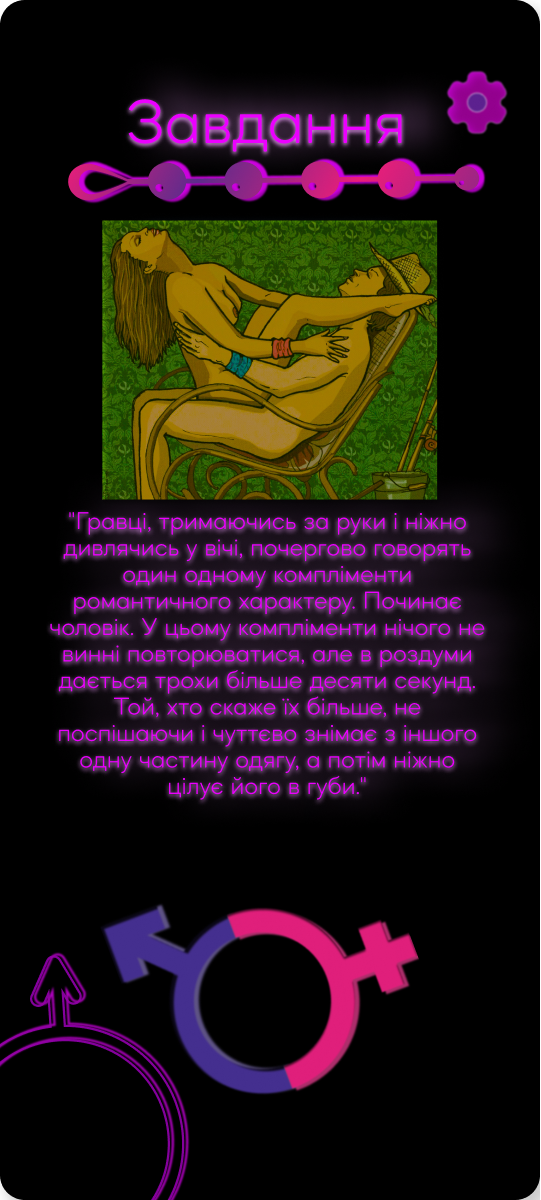 Завдання
"Гравці, тримаючись за руки і ніжно
дивлячись у вічі, почергово говорять
один одному компліменти
романтичного характеру. Починає
чоловік. У цьому компліменти нічого не
винні повторюватися, але в роздуми
дається трохи більше десяти секунд.
Той, хто скаже їх більше, не
поспішаючи і чуттєво знімає з іншого
одну частину одягу, а потім ніжно
цілує його в губи."